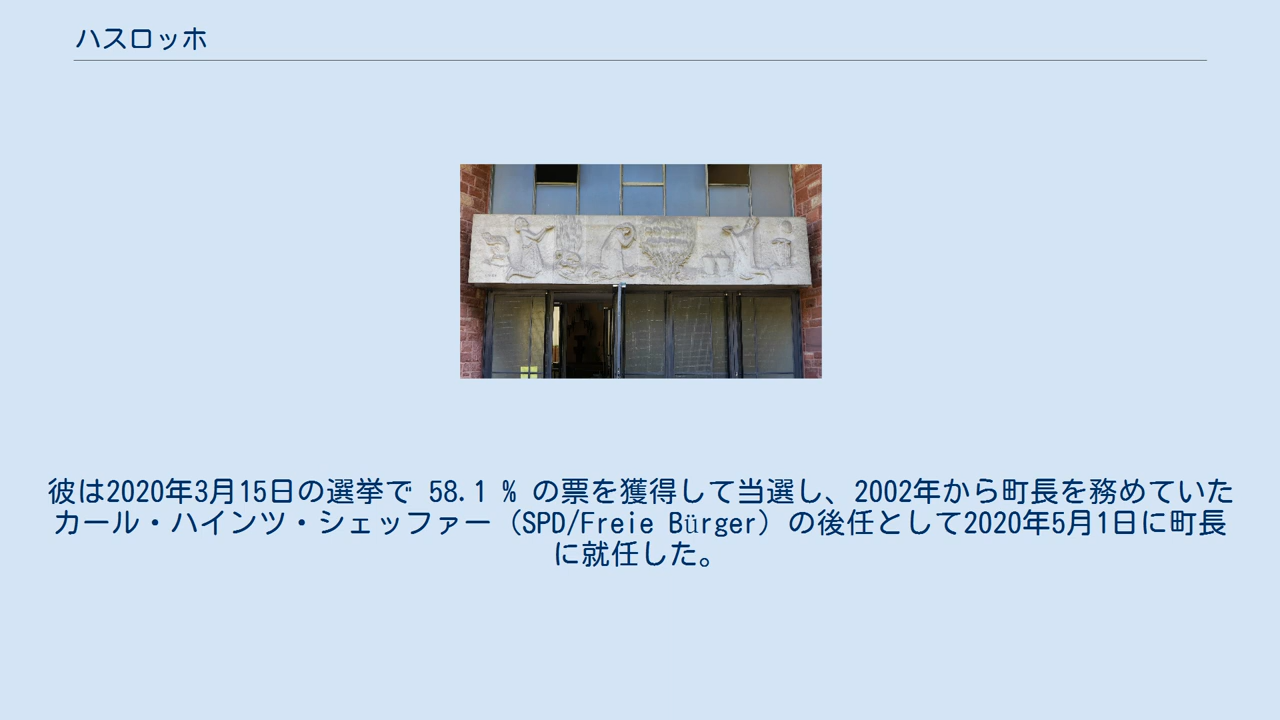 ハスロッホ
彼は2020年3月15日の選挙で 58.1 % の票を獲得して当選し、2002年から町長を務めていた
カール・ハインツ・シェッファー（SPD/Freie Bürger）の後任として2020年5月1日に町長
に就任した。